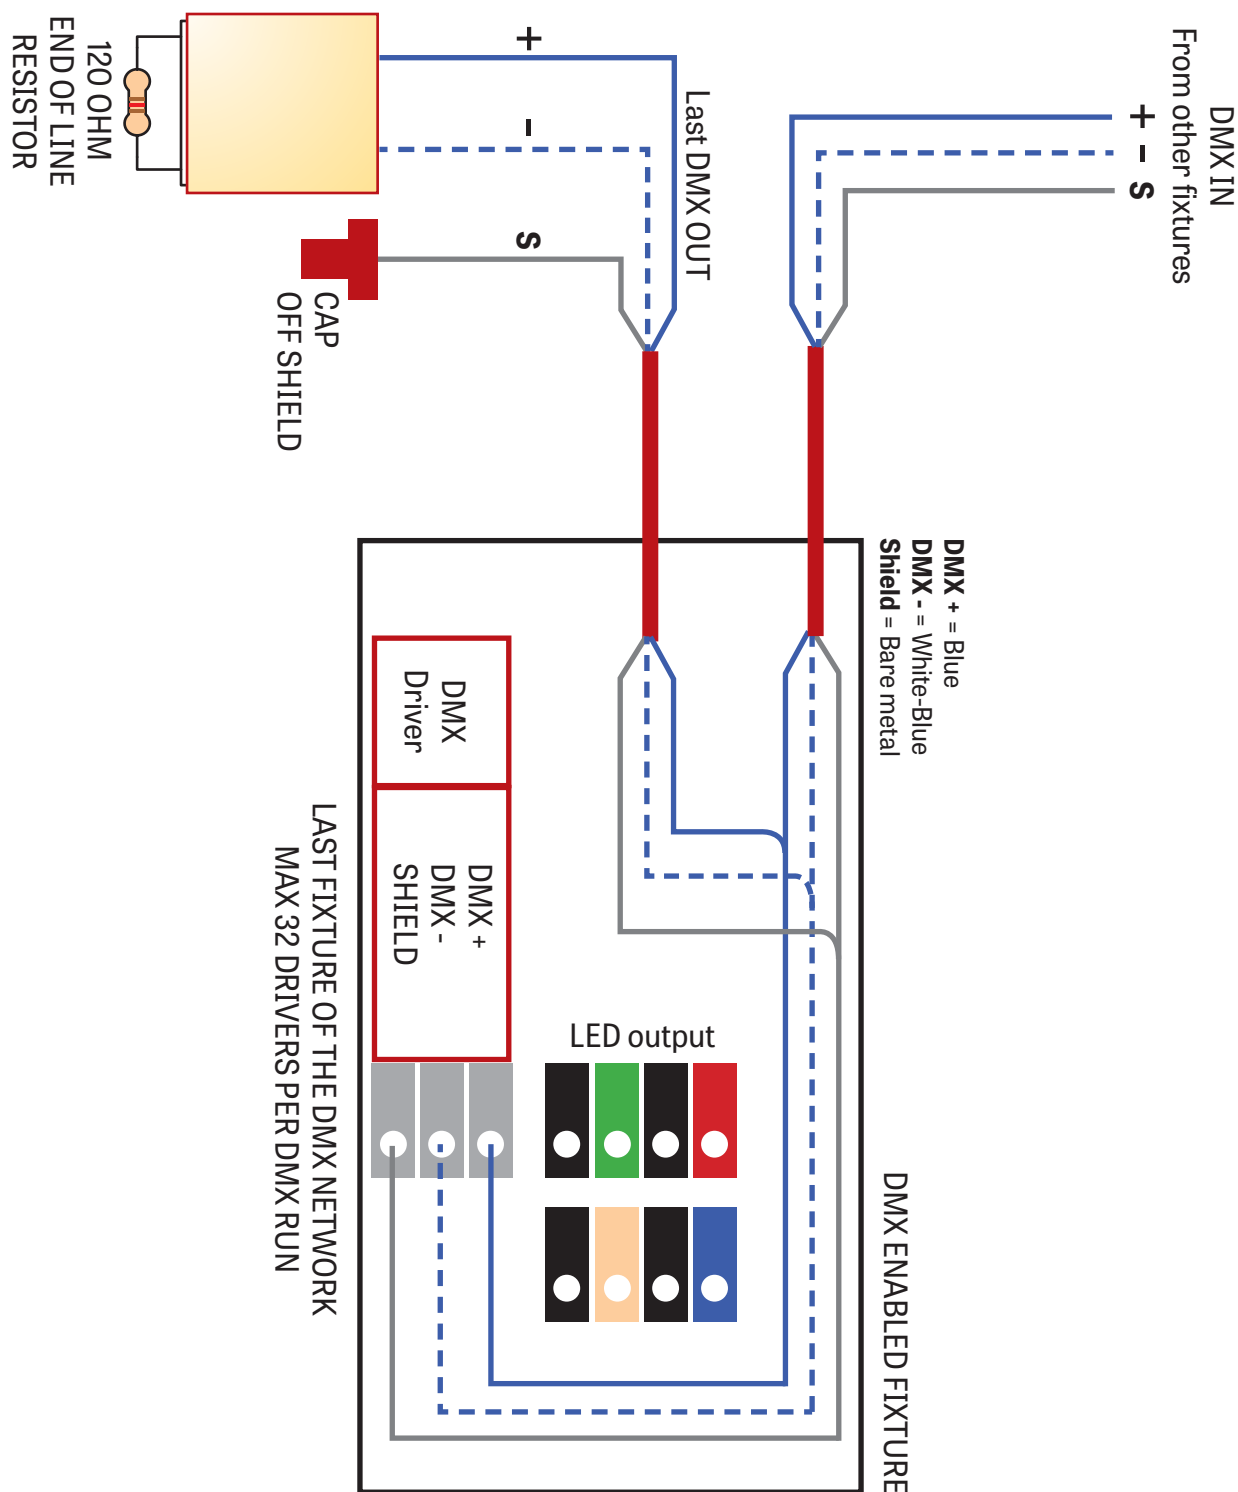 DMX IN
From other fixtures
+
-
S
Last DMX OUT
+
-
S
120 OHM
END OF LINE
RESISTOR
CAP
OFF SHIELD
DMX + = Blue
DMX - = White-Blue
Shield = Bare metal
DMX
Driver
DMX +
DMX -
SHIELD
LED output
DMX ENABLED FIXTURE
LAST FIXTURE OF THE DMX NETWORK
MAX 32 DRIVERS PER DMX RUN